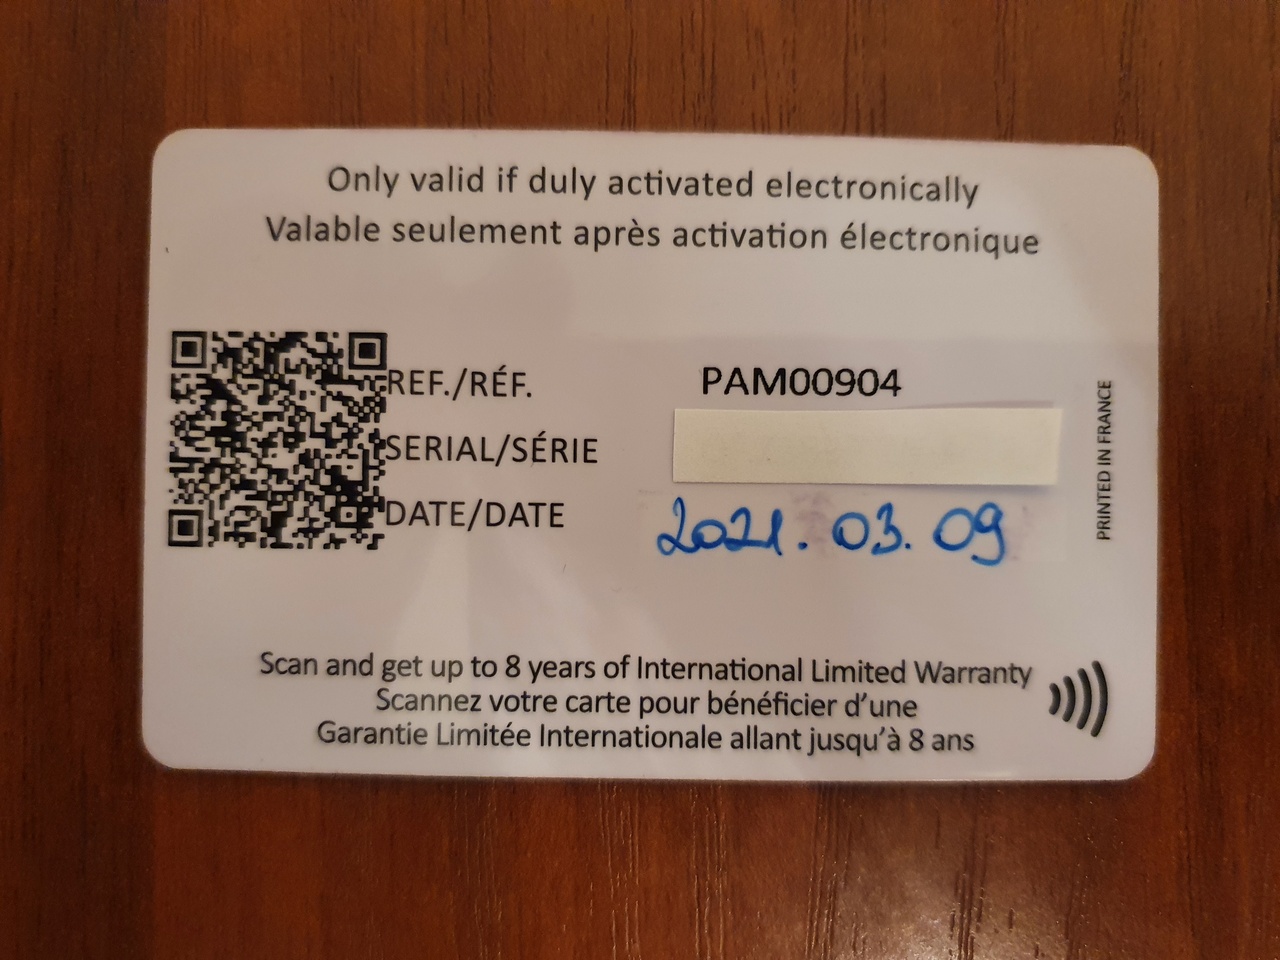 Only valid if duly activated electronically
Valable seulement après activation électronique
REF./RÉF. PAM00904
SERIAL/SÉRIE
DATE/DATE 2021.03.09
PRINTED IN FRANCE
Scan and get up to 8 years of International Limited Warranty
Scannez votre carte pour bénéficier d'une
Garantie Limitée Internationale allant jusqu'à 8 ans